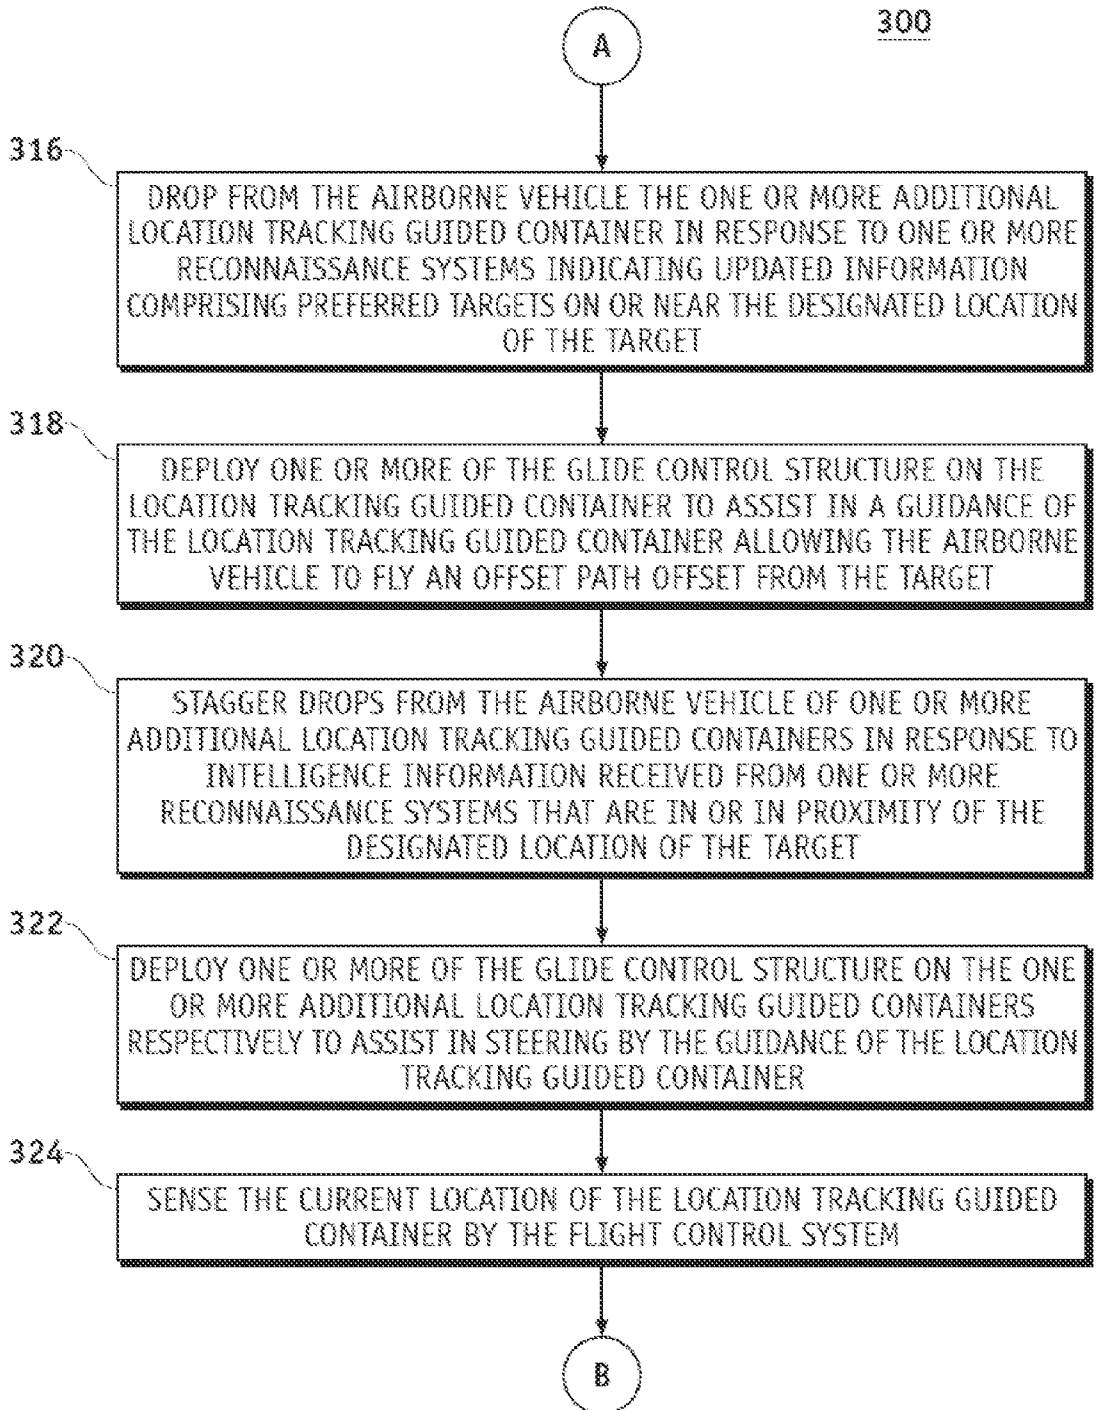 300
A
316
DROP FROM THE AIRBORNE VEHICLE THE ONE OR MORE ADDITIONAL
LOCATION TRACKING GUIDED CONTAINER IN RESPONSE TO ONE OR MORE
RECONNAISSANCE SYSTEMS INDICATING UPDATED INFORMATION
COMPRISING PREFERRED TARGETS ON OR NEAR THE DESIGNATED LOCATION
OF THE TARGET
318
DEPLOY ONE OR MORE OF THE GLIDE CONTROL STRUCTURE ON THE
LOCATION TRACKING GUIDED CONTAINER TO ASSIST IN A GUIDANCE OF
THE LOCATION TRACKING GUIDED CONTAINER ALLOWING THE AIRBORNE
VEHICLE TO FLY AN OFFSET PATH OFFSET FROM THE TARGET
320
STAGGER DROPS FROM THE AIRBORNE VEHICLE OF ONE OR MORE
ADDITIONAL LOCATION TRACKING GUIDED CONTAINERS IN RESPONSE TO
INTELLIGENCE INFORMATION RECEIVED FROM ONE OR MORE
RECONNAISSANCE SYSTEMS THAT ARE IN OR IN PROXIMITY OF THE
DESIGNATED LOCATION OF THE TARGET
322
DEPLOY ONE OR MORE OF THE GLIDE CONTROL STRUCTURE ON THE ONE
OR MORE ADDITIONAL LOCATION TRACKING GUIDED CONTAINERS
RESPECTIVELY TO ASSIST IN STEERING BY THE GUIDANCE OF THE LOCATION
TRACKING GUIDED CONTAINER
324
SENSE THE CURRENT LOCATION OF THE LOCATION TRACKING GUIDED
CONTAINER BY THE FLIGHT CONTROL SYSTEM
B